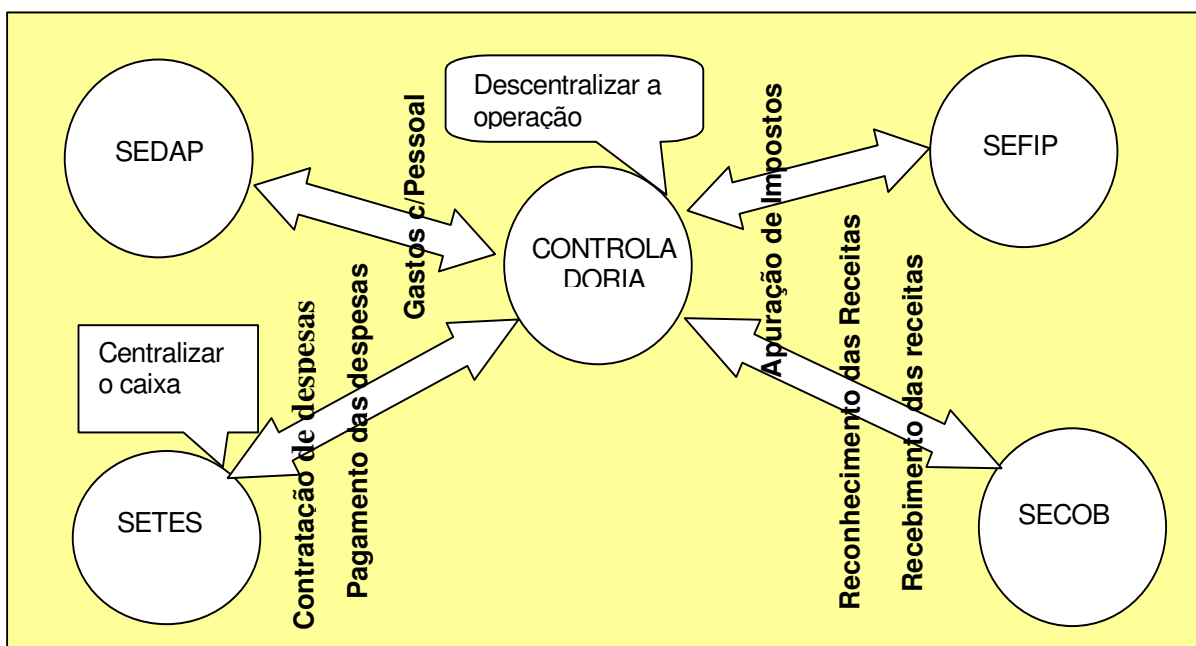 Descentralizar a
operação
SEDAP
SEFIP
Gastos c/Pessoal
Apuração de Impostos
CONTROLA
DORIA
Centralizar
o caixa
Contratação de despesas
Pagamento das despesas
Reconhecimento das Receitas
Recebimento das receitas
SETES
SECOB